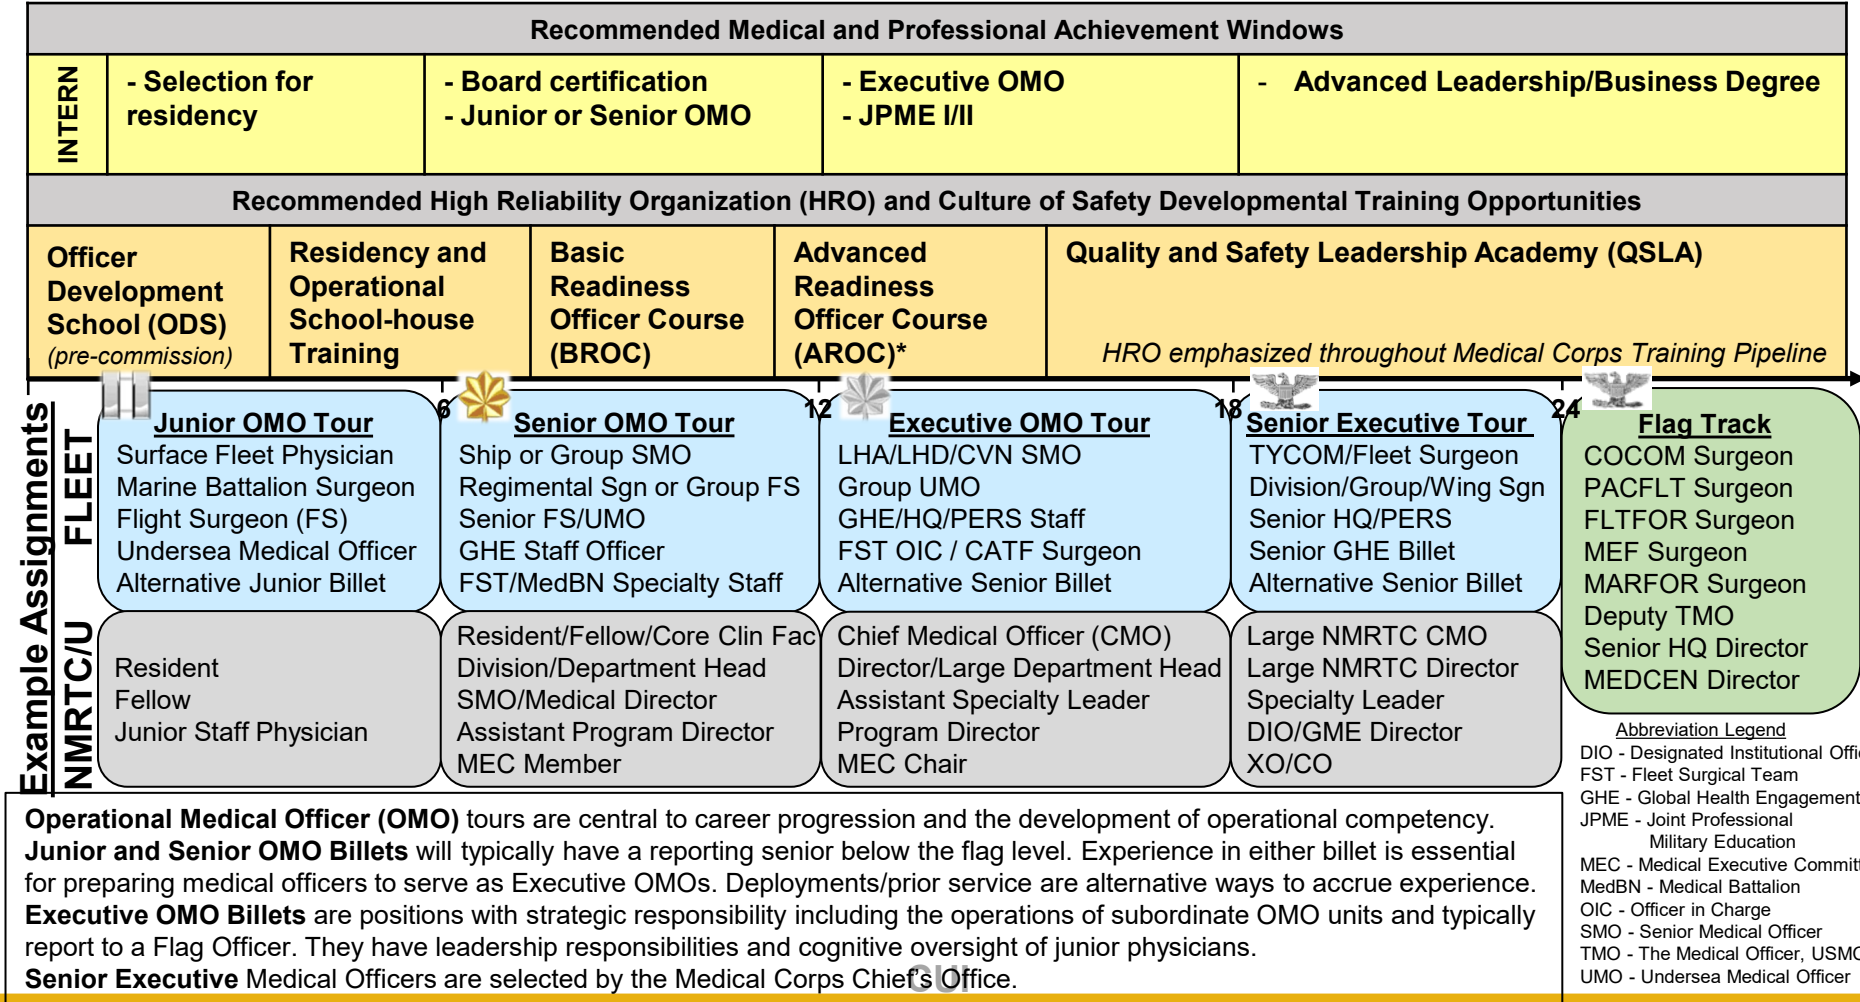 Recommended Medical and Professional Achievement Windows
INTERN
- Selection for
residency
- Board certification
- Junior or Senior OMO
- Executive OMO
- JPME I/II
- Advanced Leadership/Business Degree
Recommended High Reliability Organization (HRO) and Culture of Safety Developmental Training Opportunities
Officer
Development
School (ODS)
(pre-commission)
Residency and
Operational
School-house
Training
Basic
Readiness
Officer Course
(BROC)
Advanced
Readiness
Officer Course
(AROC)*
Quality and Safety Leadership Academy (QSLA)
HRO emphasized throughout Medical Corps Training Pipeline
6
12
18
24
Example Assignments
FLEET
Junior OMO Tour
Surface Fleet Physician
Marine Battalion Surgeon
Flight Surgeon (FS)
Undersea Medical Officer
Alternative Junior Billet
Senior OMO Tour
Ship or Group SMO
Regimental Sgn or Group FS
Senior FS/UMO
GHE Staff Officer
FST/MedBN Specialty Staff
Executive OMO Tour
LHA/LHD/CVN SMO
Group UMO
GHE/HQ/PERS Staff
FST OIC / CATF Surgeon
Alternative Senior Billet
Senior Executive Tour
TYCOM/Fleet Surgeon
Division/Group/Wing Sgn
Senior HQ/PERS
Senior GHE Billet
Alternative Senior Billet
Flag Track
COCOM Surgeon
PACFLT Surgeon
FLTFOR Surgeon
MEF Surgeon
MARFOR Surgeon
Deputy TMO
Senior HQ Director
MEDCEN Director
NMRTC/U
Resident
Fellow
Junior Staff Physician
Resident/Fellow/Core Clin Fac
Division/Department Head
SMO/Medical Director
Assistant Program Director
MEC Member
Chief Medical Officer (CMO)
Director/Large Department Head
Assistant Specialty Leader
Program Director
MEC Chair
Large NMRTC CMO
Large NMRTC Director
Specialty Leader
DIO/GME Director
XO/CO
Abbreviation Legend
DIO - Designated Institutional Offic
FST - Fleet Surgical Team
GHE - Global Health Engagement
JPME - Joint Professional
Military Education
MEC - Medical Executive Committ
MedBN - Medical Battalion
OIC - Officer in Charge
SMO - Senior Medical Officer
TMO - The Medical Officer, USMC
UMO - Undersea Medical Officer
Operational Medical Officer (OMO) tours are central to career progression and the development of operational competency.
Junior and Senior OMO Billets will typically have a reporting senior below the flag level. Experience in either billet is essential
for preparing medical officers to serve as Executive OMOs. Deployments/prior service are alternative ways to accrue experience.
Executive OMO Billets are positions with strategic responsibility including the operations of subordinate OMO units and typically
report to a Flag Officer. They have leadership responsibilities and cognitive oversight of junior physicians.
Senior Executive Medical Officers are selected by the Medical Corps Chief's Office.
CUI